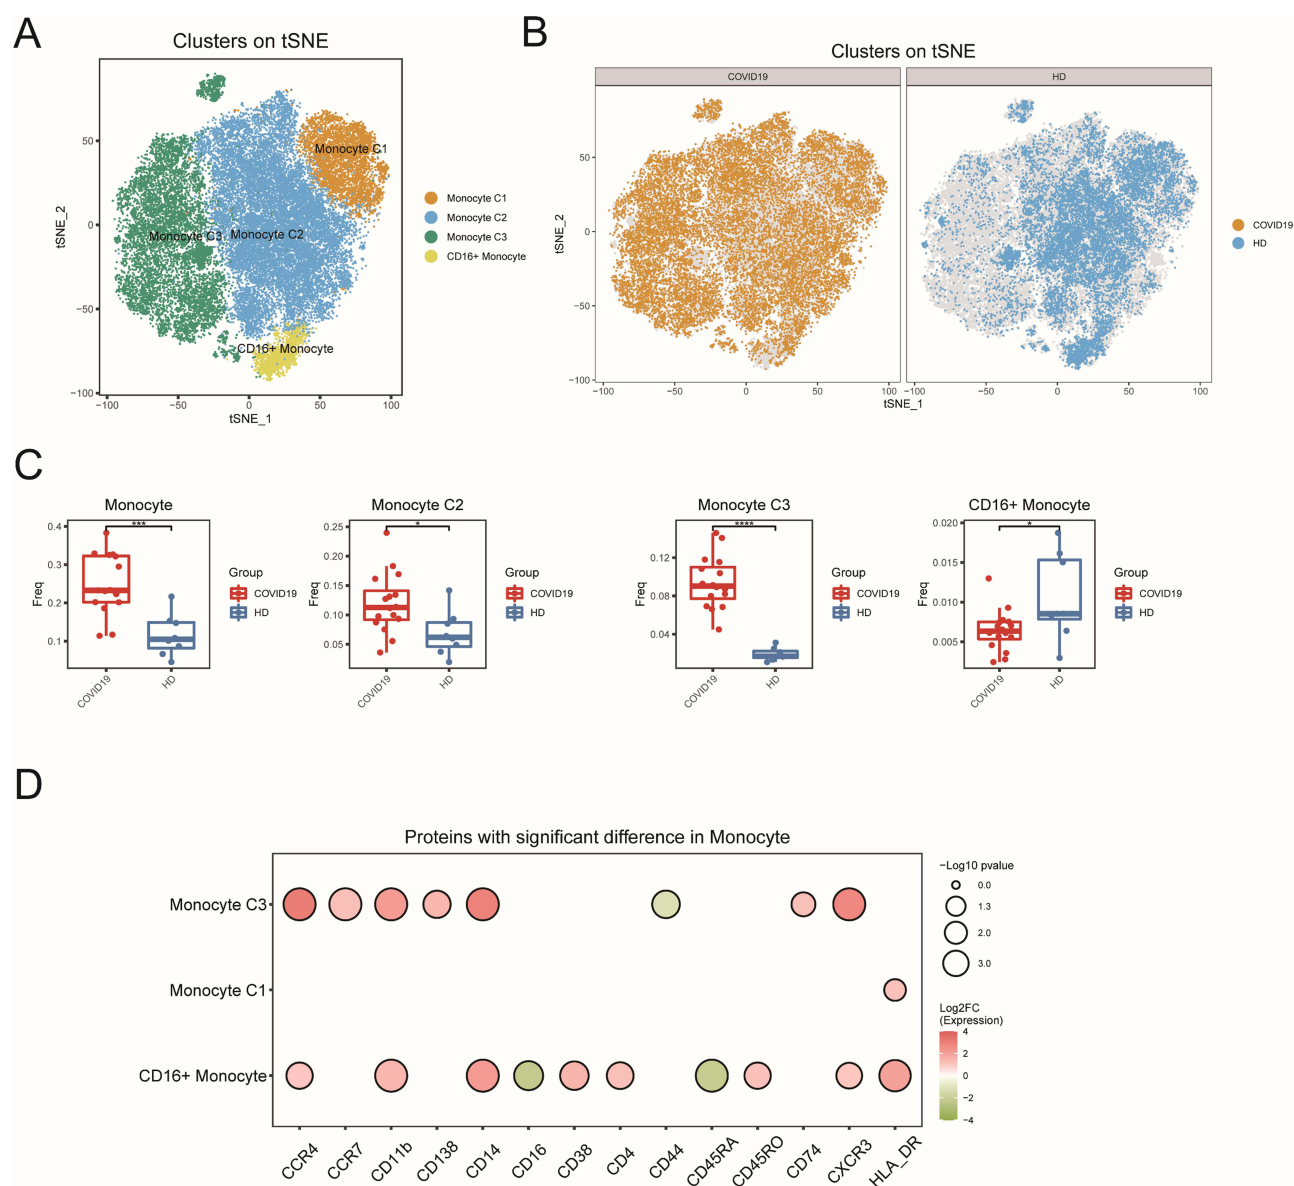 A
Clusters on tSNE
50
0
−50
−100
−100
−50
0
50
100
tSNE_1
tSNE_2
Monocyte C1
Monocyte C3
Monocyte C2
CD16+ Monocyte
Monocyte C1
Monocyte C2
Monocyte C3
CD16+ Monocyte
B
Clusters on tSNE
COVID19
HD
50
0
−50
−100
−100
−50
0
50
100
−100
−50
0
50
100
tSNE_1
tSNE_2
COVID19
HD
C
Monocyte
***
0.4
0.3
0.2
0.1
Freq
COVID19
HD
Group
COVID19
HD
Monocyte C2
*
0.25
0.20
0.15
0.10
0.05
Freq
COVID19
HD
Group
COVID19
HD
Monocyte C3
****
0.12
0.08
0.04
Freq
COVID19
HD
Group
COVID19
HD
CD16+ Monocyte
*
0.020
0.015
0.010
0.005
Freq
COVID19
HD
Group
COVID19
HD
D
Proteins with significant difference in Monocyte
Monocyte C3
Monocyte C1
CD16+ Monocyte
CCR4
CCR7
CD11b
CD138
CD14
CD16
CD38
CD4
CD44
CD45RA
CD45RO
CD74
CXCR3
HLA_DR
−Log10 pvalue
0.0
1.3
2.0
3.0
Log2FC
(Expression)
4
2
0
−2
−4